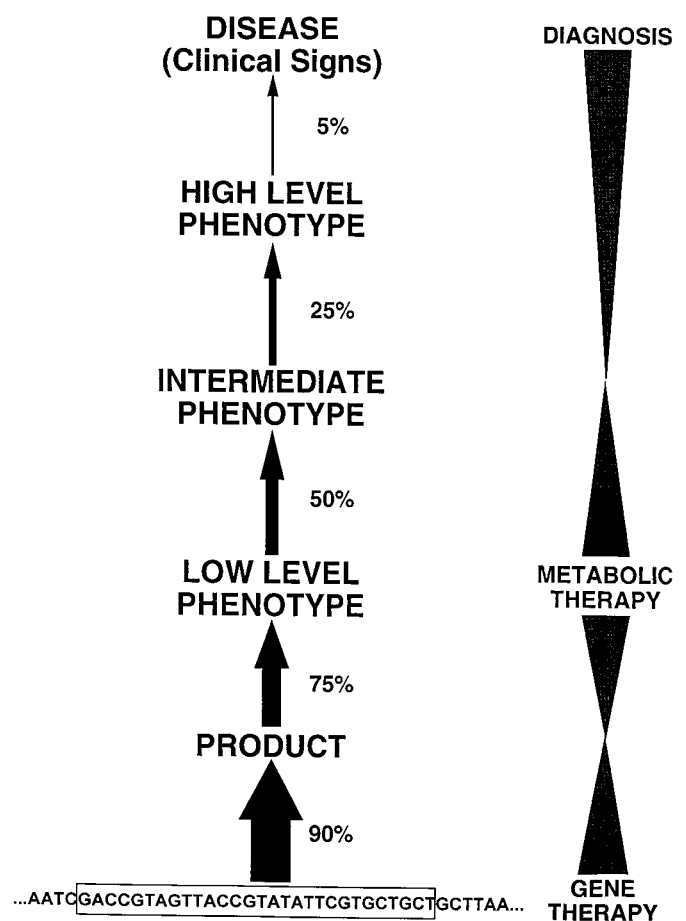 DISEASE
(Clinical Signs)
DIAGNOSIS
5%
HIGH LEVEL
PHENOTYPE
25%
INTERMEDIATE
PHENOTYPE
50%
LOW LEVEL
PHENOTYPE
METABOLIC
THERAPY
75%
PRODUCT
90%
...AATCGACCGTAGTTACCGTATATTCGTGCTGCTGCTTAA...
GENE
THERAPY